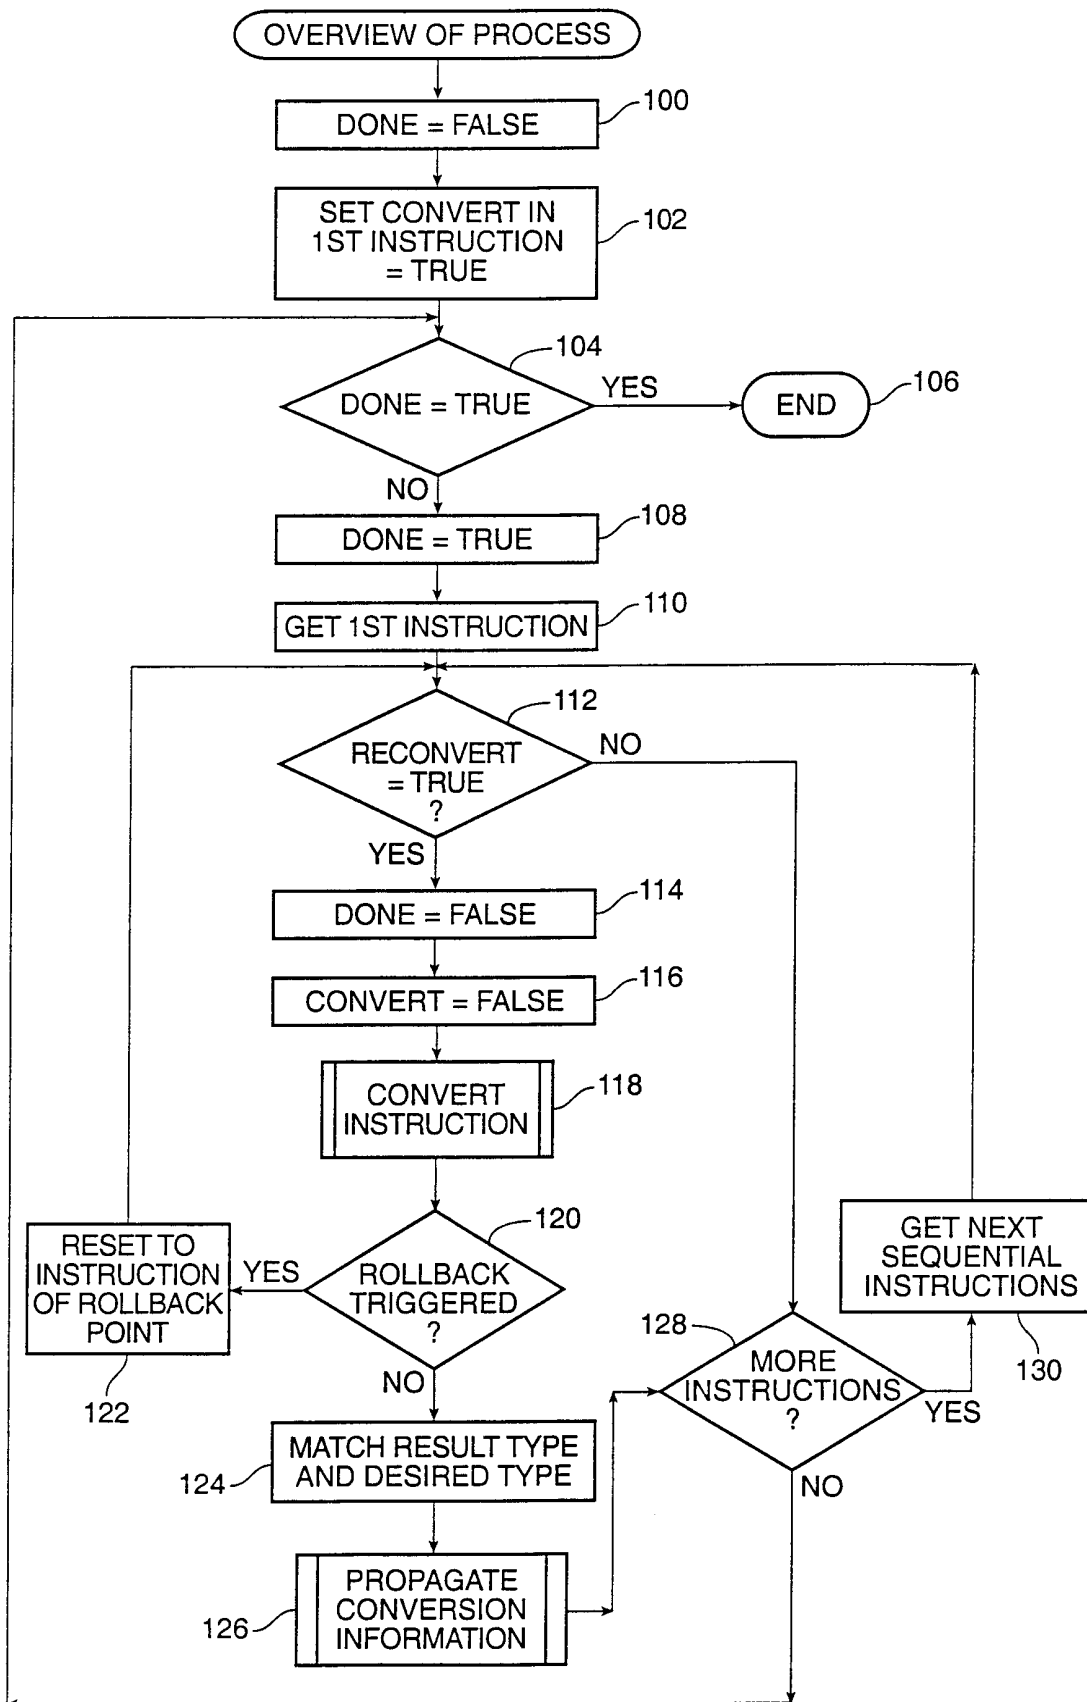 OVERVIEW OF PROCESS
100
DONE = FALSE
SET CONVERT IN
1ST INSTRUCTION
= TRUE
102
104
DONE = TRUE
YES
END
106
NO
108
DONE = TRUE
110
GET 1ST INSTRUCTION
112
RECONVERT
= TRUE
?
NO
YES
114
DONE = FALSE
116
CONVERT = FALSE
118
CONVERT
INSTRUCTION
120
ROLLBACK
TRIGGERED
?
YES
RESET TO
INSTRUCTION
OF ROLLBACK
POINT
122
GET NEXT
SEQUENTIAL
INSTRUCTIONS
130
128
MORE
INSTRUCTIONS
?
YES
NO
NO
MATCH RESULT TYPE
AND DESIRED TYPE
124
PROPAGATE
CONVERSION
INFORMATION
126